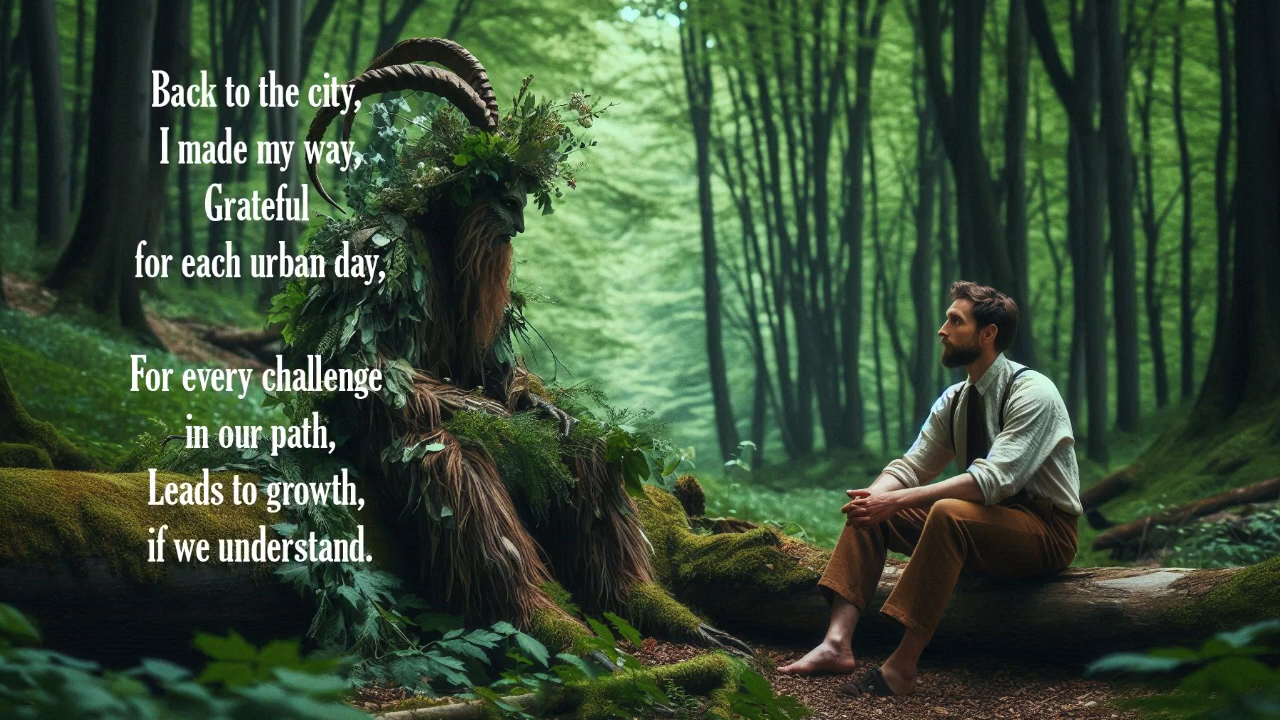 Back to the city,
I made my way,
Grateful
for each urban day,
For every challenge
in our path,
Leads to growth,
if we understand.